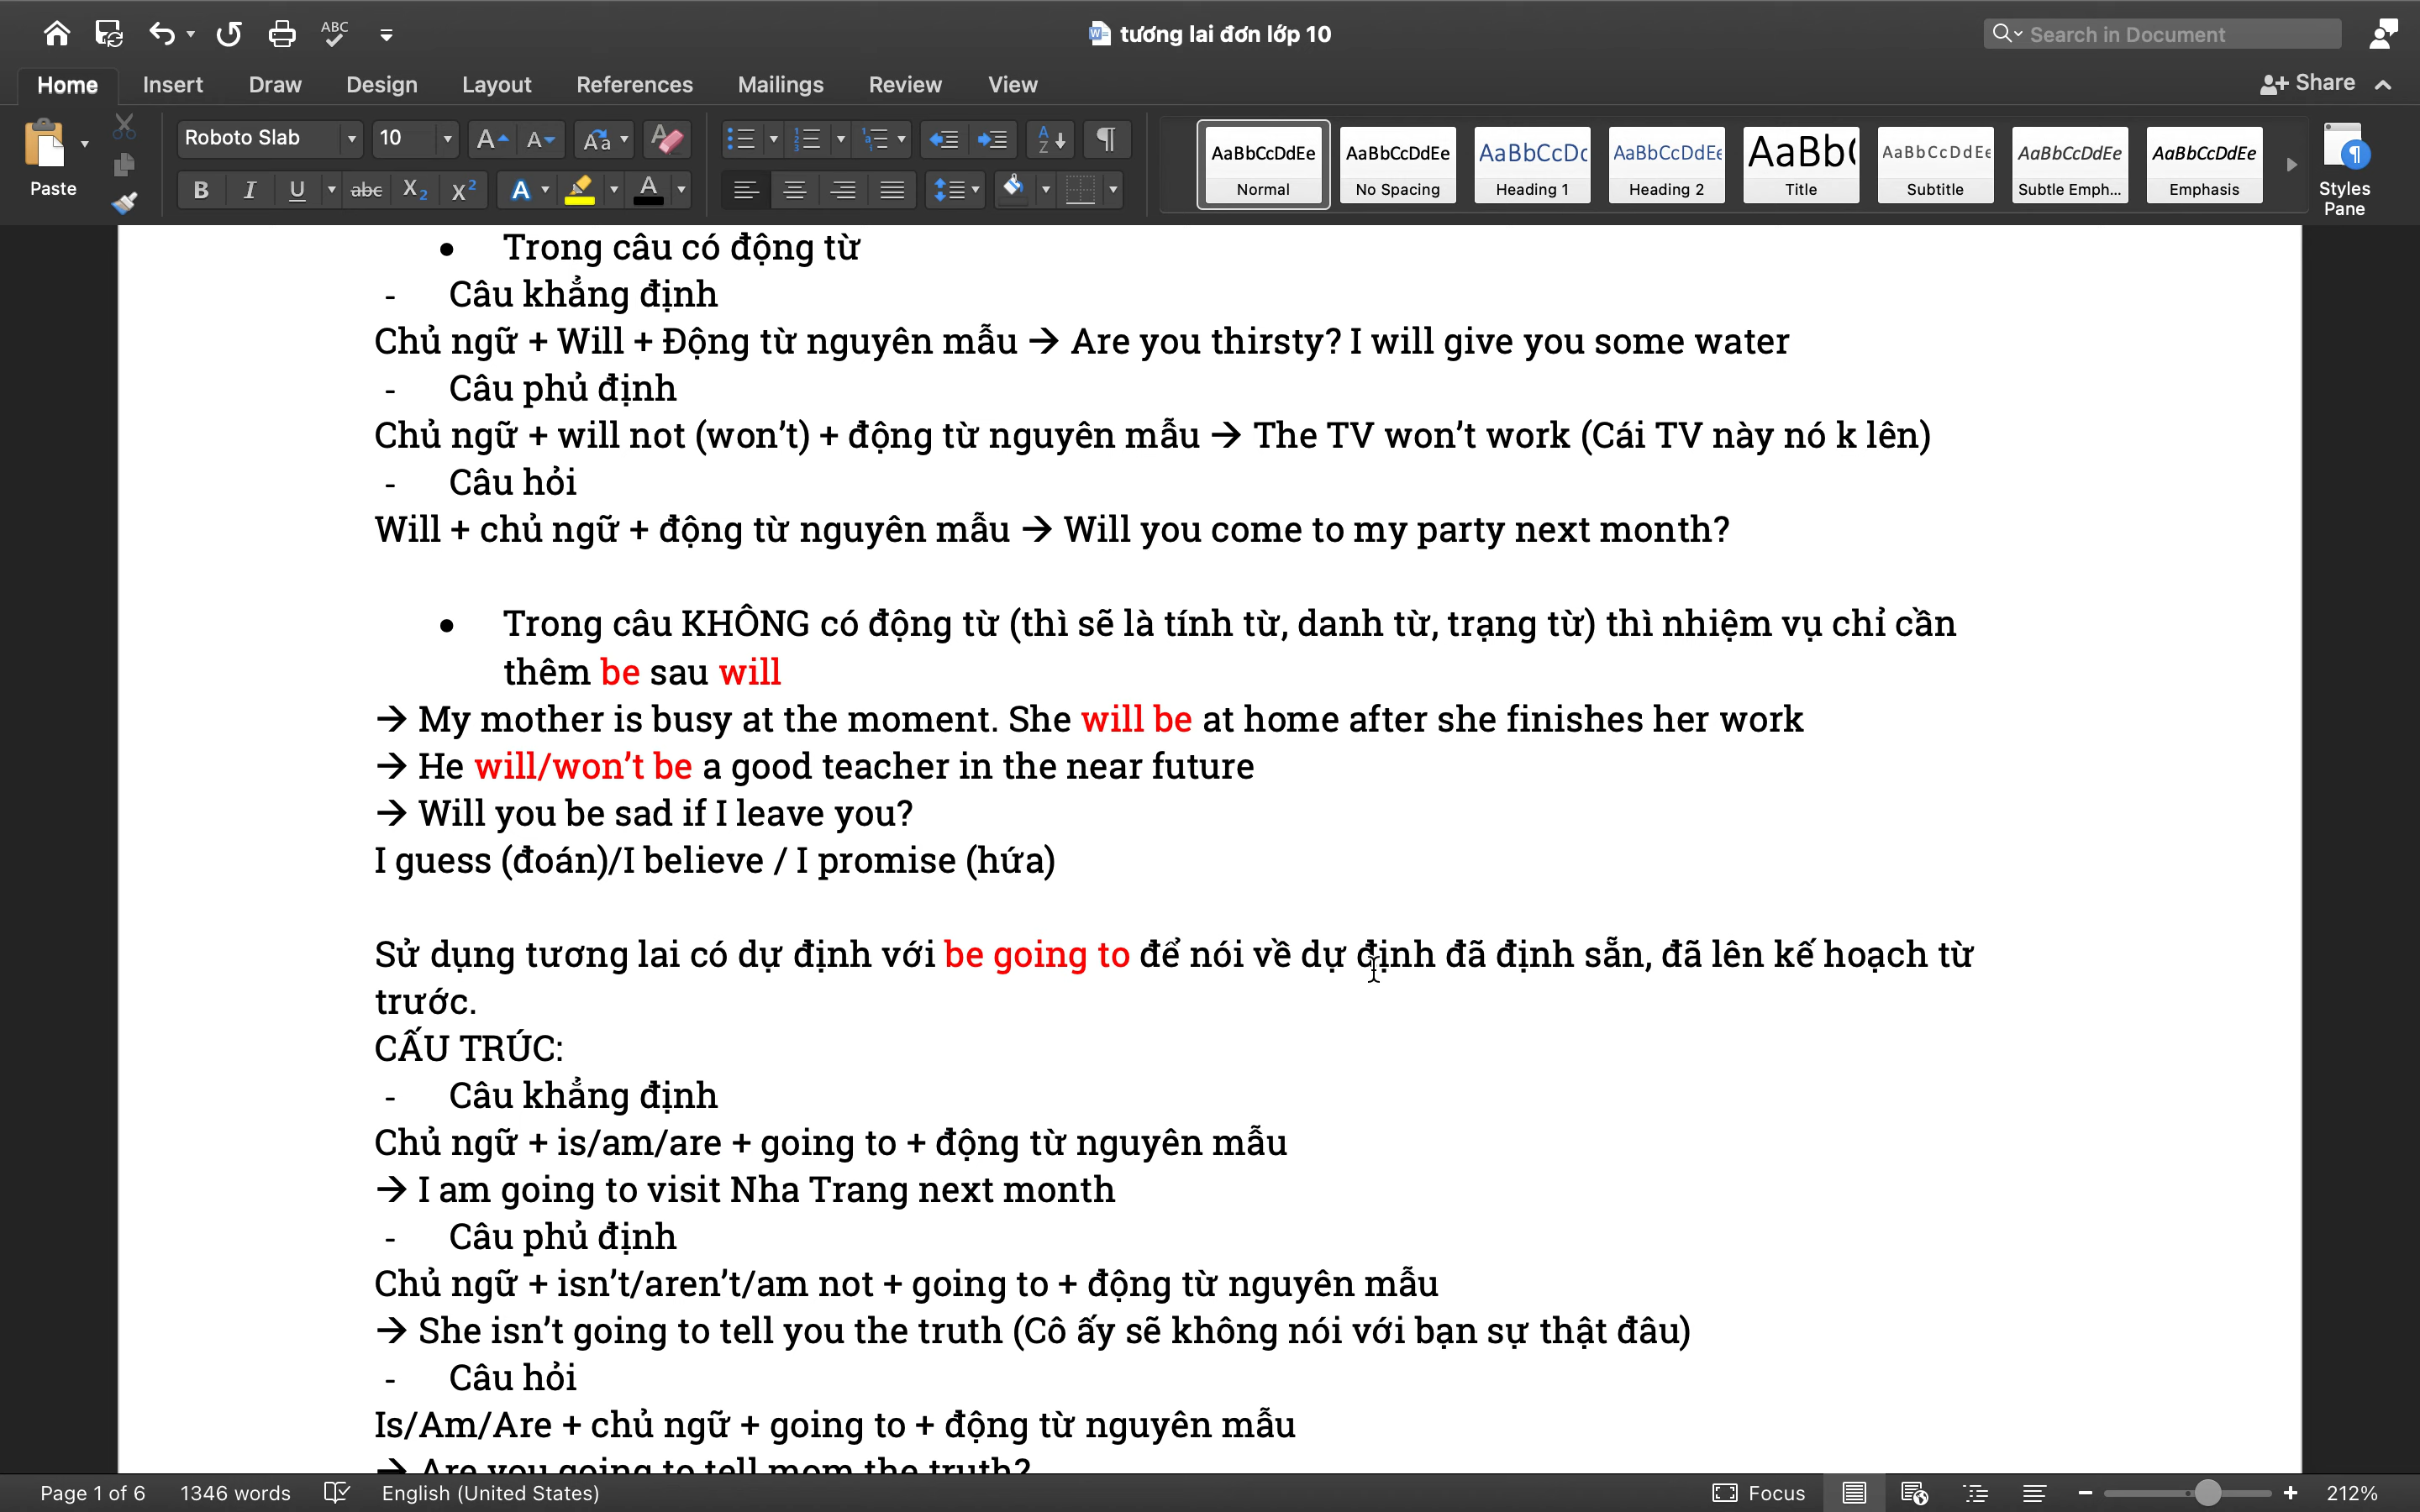 ABC
tương lai đơn lớp 10
Search in Document
Home Insert Draw Design Layout References Mailings Review View
Share
Paste
Roboto Slab 10
AaBbCcDdEe Normal
AaBbCcDdEe No Spacing
AaBbCcDc Heading 1
AaBbCcDdEe Heading 2
AaBb( Title
AaBbCcDdEe Subtitle
AaBbCcDdEe Subtle Emph...
AaBbCcDdEe Emphasis
Styles Pane
• Trong câu có động từ
- Câu khẳng định
Chủ ngữ + Will + Động từ nguyên mẫu → Are you thirsty? I will give you some water
- Câu phủ định
Chủ ngữ + will not (won’t) + động từ nguyên mẫu → The TV won’t work (Cái TV này nó k lên)
- Câu hỏi
Will + chủ ngữ + động từ nguyên mẫu → Will you come to my party next month?
• Trong câu KHÔNG có động từ (thì sẽ là tính từ, danh từ, trạng từ) thì nhiệm vụ chỉ cần
thêm be sau will
→ My mother is busy at the moment. She will be at home after she finishes her work
→ He will/won’t be a good teacher in the near future
→ Will you be sad if I leave you?
I guess (đoán)/I believe / I promise (hứa)
Sử dụng tương lai có dự định với be going to để nói về dự định đã định sẵn, đã lên kế hoạch từ
trước.
CẤU TRÚC:
- Câu khẳng định
Chủ ngữ + is/am/are + going to + động từ nguyên mẫu
→ I am going to visit Nha Trang next month
- Câu phủ định
Chủ ngữ + isn’t/aren’t/am not + going to + động từ nguyên mẫu
→ She isn’t going to tell you the truth (Cô ấy sẽ không nói với bạn sự thật đâu)
- Câu hỏi
Is/Am/Are + chủ ngữ + going to + động từ nguyên mẫu
→ Are you going to tell mom the truth?
Page 1 of 6 1346 words English (United States) Focus 212%